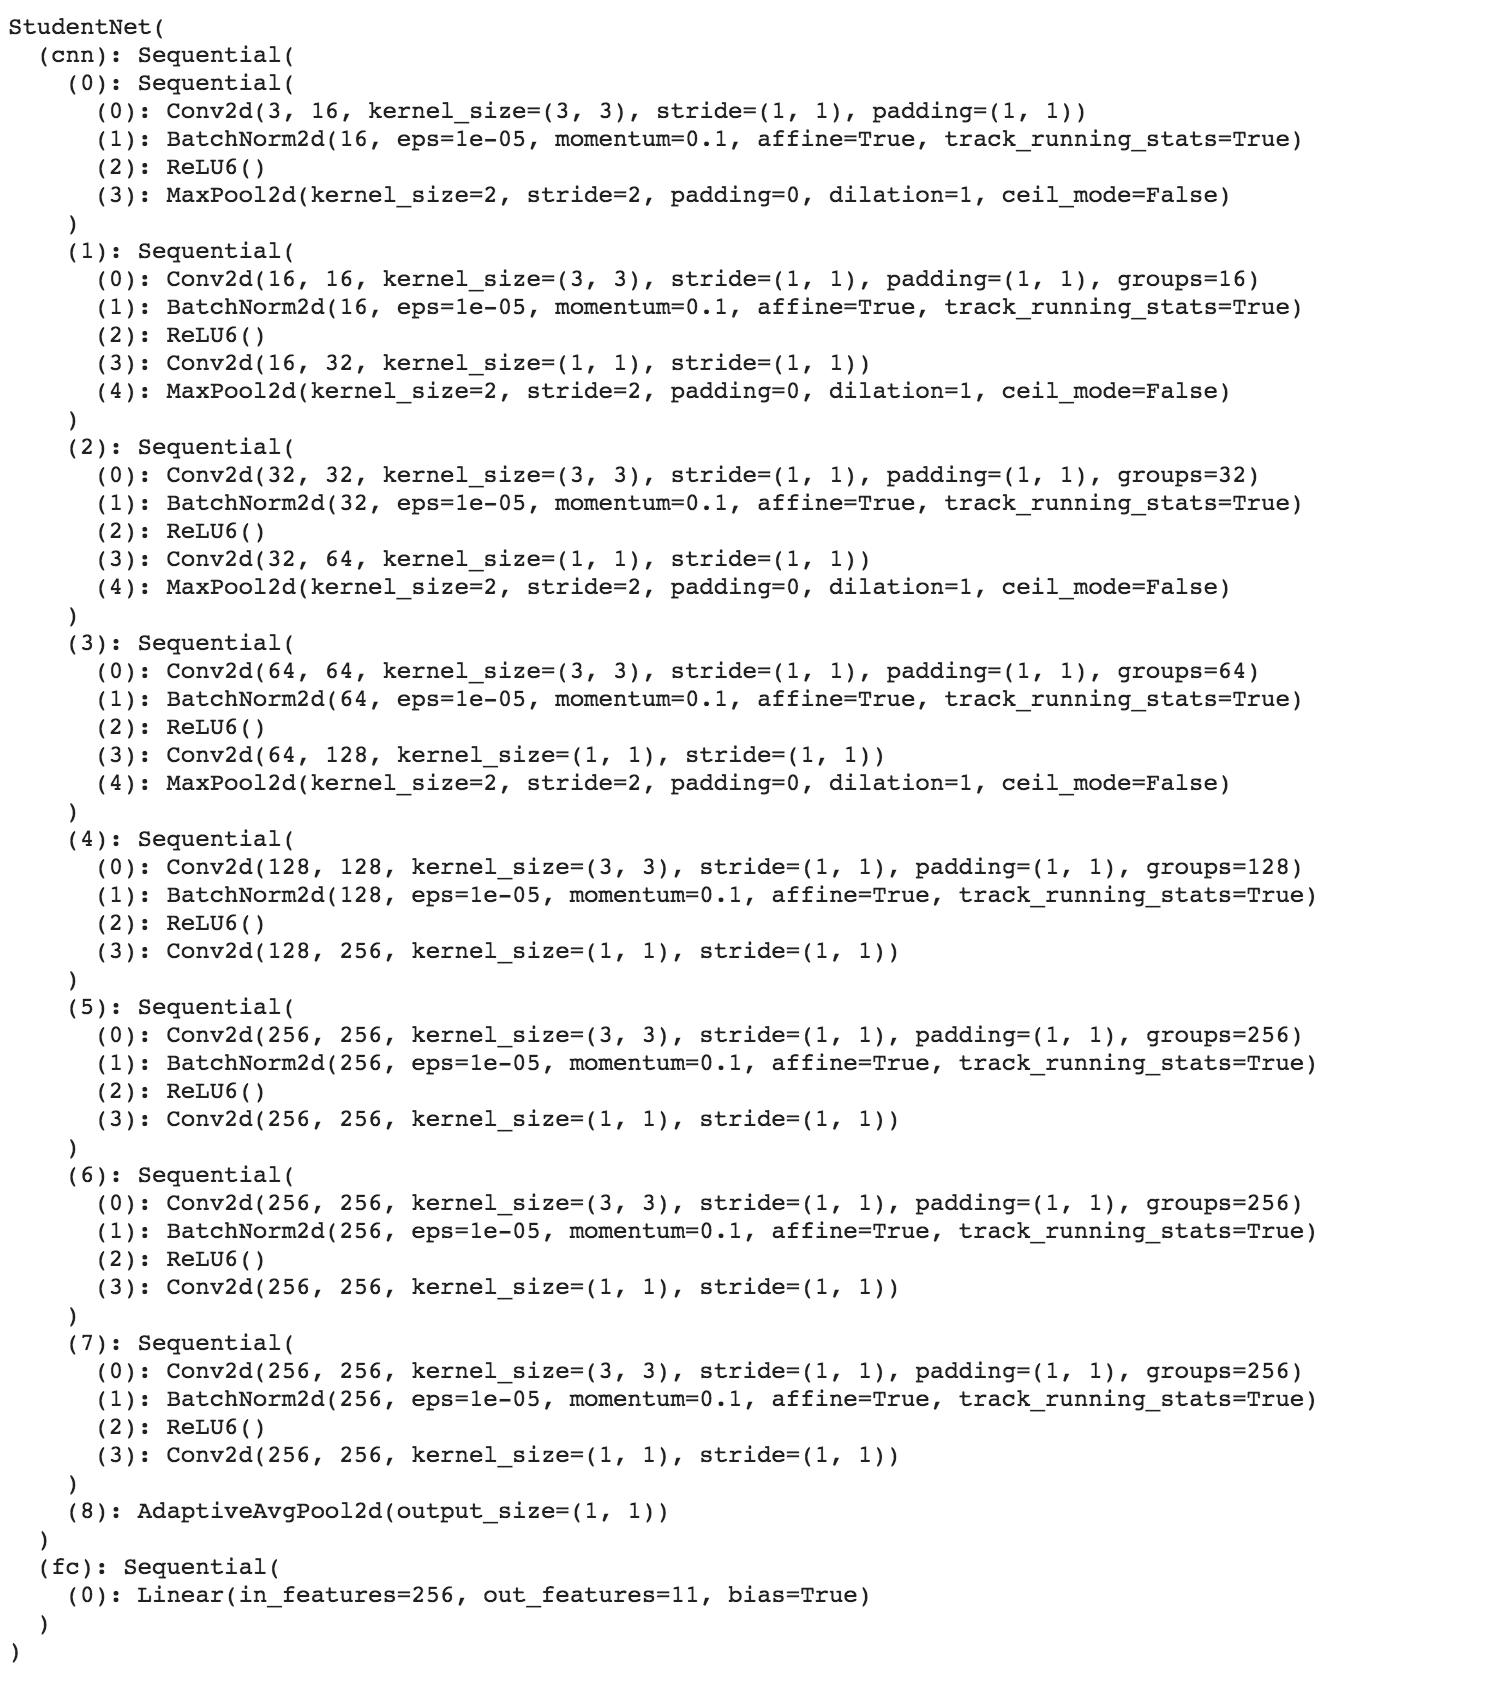 StudentNet(
  (cnn): Sequential(
    (0): Sequential(
      (0): Conv2d(3, 16, kernel_size=(3, 3), stride=(1, 1), padding=(1, 1))
      (1): BatchNorm2d(16, eps=1e-05, momentum=0.1, affine=True, track_running_stats=True)
      (2): ReLU6()
      (3): MaxPool2d(kernel_size=2, stride=2, padding=0, dilation=1, ceil_mode=False)
    )
    (1): Sequential(
      (0): Conv2d(16, 16, kernel_size=(3, 3), stride=(1, 1), padding=(1, 1), groups=16)
      (1): BatchNorm2d(16, eps=1e-05, momentum=0.1, affine=True, track_running_stats=True)
      (2): ReLU6()
      (3): Conv2d(16, 32, kernel_size=(1, 1), stride=(1, 1))
      (4): MaxPool2d(kernel_size=2, stride=2, padding=0, dilation=1, ceil_mode=False)
    )
    (2): Sequential(
      (0): Conv2d(32, 32, kernel_size=(3, 3), stride=(1, 1), padding=(1, 1), groups=32)
      (1): BatchNorm2d(32, eps=1e-05, momentum=0.1, affine=True, track_running_stats=True)
      (2): ReLU6()
      (3): Conv2d(32, 64, kernel_size=(1, 1), stride=(1, 1))
      (4): MaxPool2d(kernel_size=2, stride=2, padding=0, dilation=1, ceil_mode=False)
    )
    (3): Sequential(
      (0): Conv2d(64, 64, kernel_size=(3, 3), stride=(1, 1), padding=(1, 1), groups=64)
      (1): BatchNorm2d(64, eps=1e-05, momentum=0.1, affine=True, track_running_stats=True)
      (2): ReLU6()
      (3): Conv2d(64, 128, kernel_size=(1, 1), stride=(1, 1))
      (4): MaxPool2d(kernel_size=2, stride=2, padding=0, dilation=1, ceil_mode=False)
    )
    (4): Sequential(
      (0): Conv2d(128, 128, kernel_size=(3, 3), stride=(1, 1), padding=(1, 1), groups=128)
      (1): BatchNorm2d(128, eps=1e-05, momentum=0.1, affine=True, track_running_stats=True)
      (2): ReLU6()
      (3): Conv2d(128, 256, kernel_size=(1, 1), stride=(1, 1))
    )
    (5): Sequential(
      (0): Conv2d(256, 256, kernel_size=(3, 3), stride=(1, 1), padding=(1, 1), groups=256)
      (1): BatchNorm2d(256, eps=1e-05, momentum=0.1, affine=True, track_running_stats=True)
      (2): ReLU6()
      (3): Conv2d(256, 256, kernel_size=(1, 1), stride=(1, 1))
    )
    (6): Sequential(
      (0): Conv2d(256, 256, kernel_size=(3, 3), stride=(1, 1), padding=(1, 1), groups=256)
      (1): BatchNorm2d(256, eps=1e-05, momentum=0.1, affine=True, track_running_stats=True)
      (2): ReLU6()
      (3): Conv2d(256, 256, kernel_size=(1, 1), stride=(1, 1))
    )
    (7): Sequential(
      (0): Conv2d(256, 256, kernel_size=(3, 3), stride=(1, 1), padding=(1, 1), groups=256)
      (1): BatchNorm2d(256, eps=1e-05, momentum=0.1, affine=True, track_running_stats=True)
      (2): ReLU6()
      (3): Conv2d(256, 256, kernel_size=(1, 1), stride=(1, 1))
    )
    (8): AdaptiveAvgPool2d(output_size=(1, 1))
  )
  (fc): Sequential(
    (0): Linear(in_features=256, out_features=11, bias=True)
  )
)